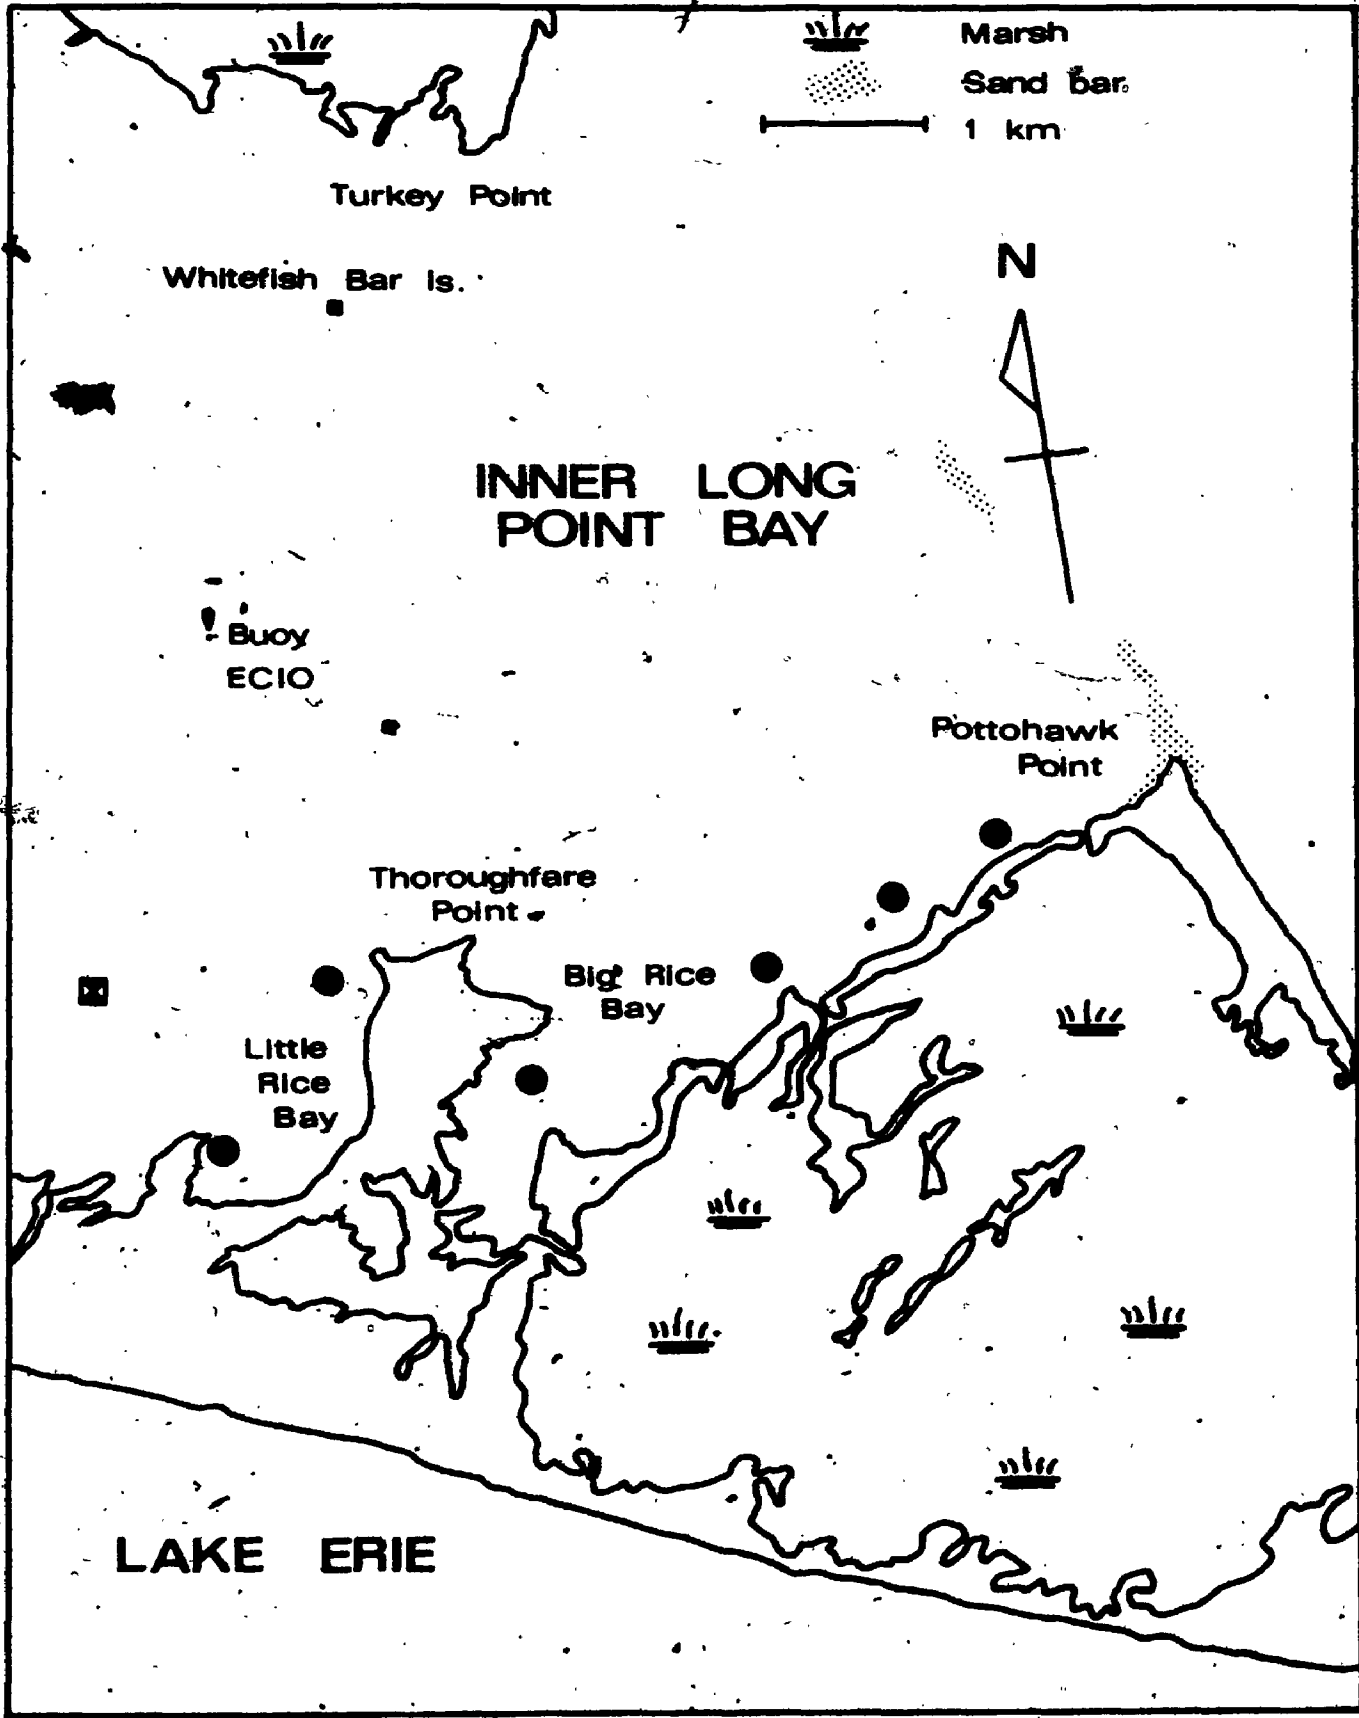 Marsh
Sand bar
1 km
Turkey Point
Whitefish Bar Is.
N
INNER LONG
POINT BAY
Buoy
ECIO
Pottohawk
Point
Thoroughfare
Point
Big Rice
Bay
Little
Rice
Bay
LAKE ERIE